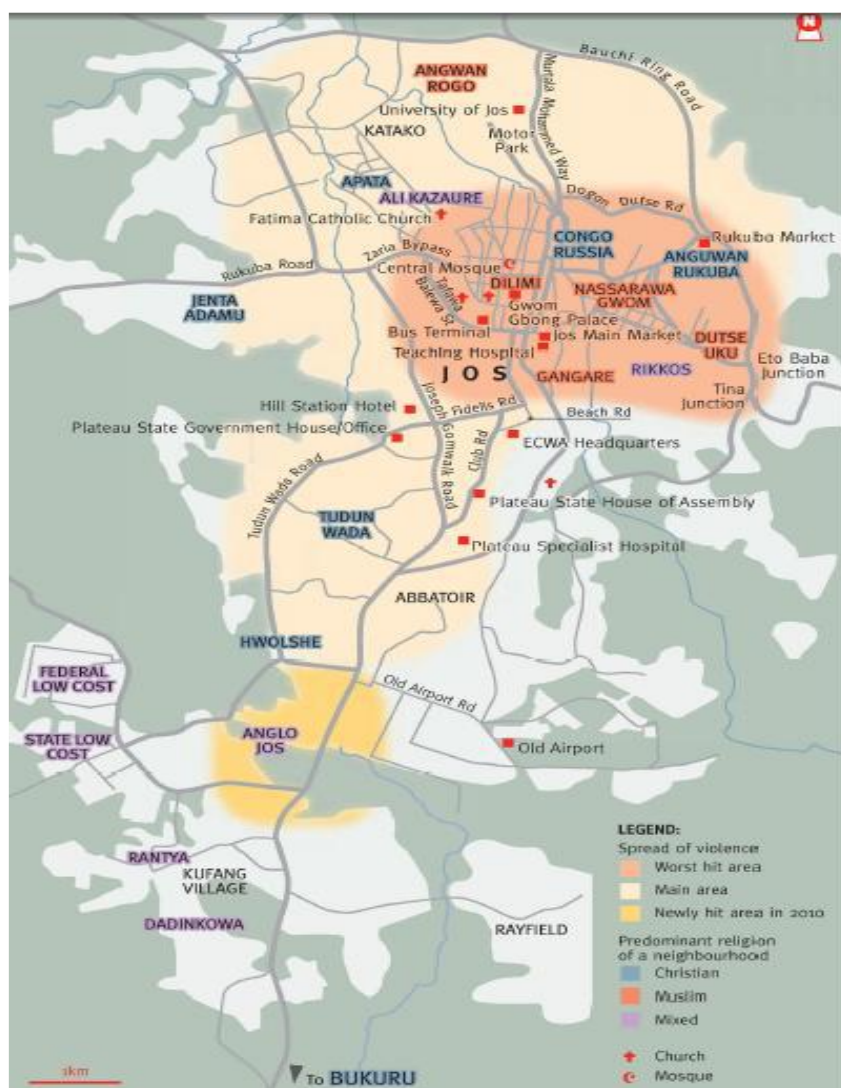 N
Bauchi Ring Road
ANGWAN
ROGO
University of Jos
Murtala Mohammed Way
KATAKO
Motor
Park
APATA
ALI KAZAURE
Dogon Dutse Rd
Fatima Catholic Church
CONGO
RUSSIA
Rukuba Market
Zaria Bypass
ANGUWAN
RUKUBA
Rukuba Road
Central Mosque
DILIMI
NASSARAWA
GWOM
JENTA
ADAMU
Tafawa
Balewa St
Gwom
Gbong Palace
Bus Terminal
Jos Main Market
DUTSE
UKU
Teaching Hospital
Eto Baba
Junction
JOS
GANGARE
RIKKOS
Tina
Junction
Hill Station Hotel
Fidelis Rd
Beach Rd
Plateau State Government House/Office
ECWA Headquarters
Joseph Gomwalk Road
Club Rd
Tudun Wada Road
Plateau State House of Assembly
TUDUN
WADA
Plateau Specialist Hospital
ABBATOIR
HWOLSHE
FEDERAL
LOW COST
Old Airport Rd
STATE LOW
COST
ANGLO
JOS
Old Airport
RANTYA
KUFANG
VILLAGE
DADINKOWA
RAYFIELD
LEGEND:
Spread of violence
Worst hit area
Main area
Newly hit area in 2010
Predominant religion
of a neighbourhood
Christian
Muslim
Mixed
Church
Mosque
1km
To BUKURU